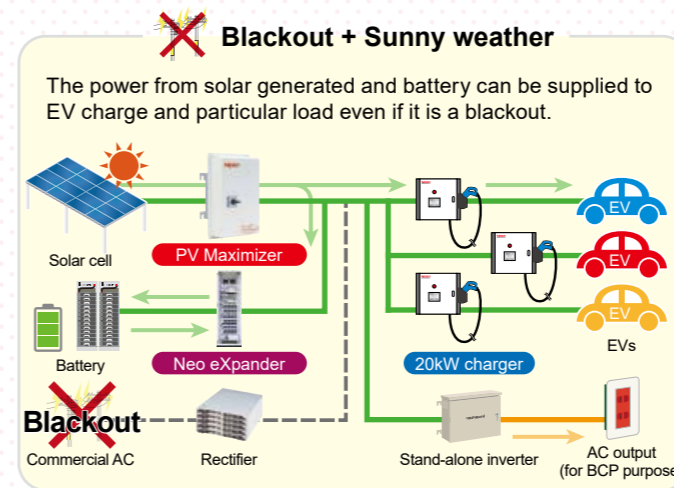 Blackout + Sunny weather
The power from solar generated and battery can be supplied to
EV charge and particular load even if it is a blackout.
Solar cell
PV Maximizer
EV
EV
EV
EVs
Battery
Neo eXpander
20kW charger
Blackout
Commercial AC
Rectifier
Stand-alone inverter
AC output
(for BCP purpose